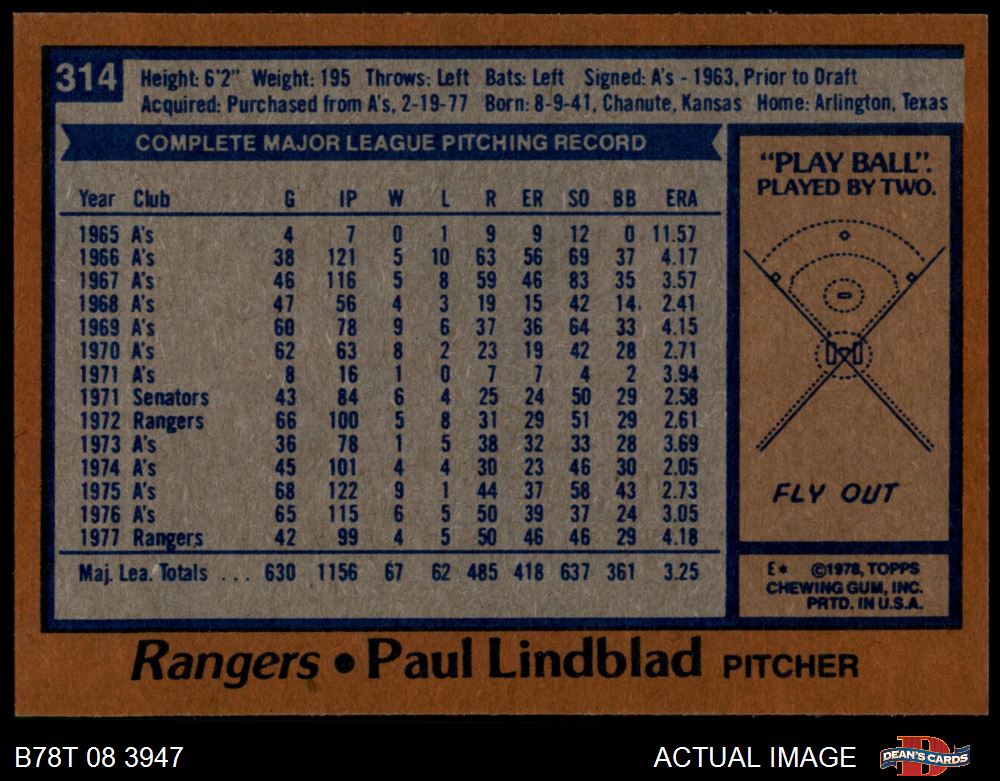 314
Height: 6'2" Weight: 195 Throws: Left Bats: Left Signed: A's - 1963, Prior to Draft
Acquired: Purchased from A's, 2-19-77 Born: 8-9-41, Chanute, Kansas Home: Arlington, Texas
COMPLETE MAJOR LEAGUE PITCHING RECORD
Year Club G IP W L R ER SO BB ERA
1965 A's 4 7 0 1 9 9 12 0 11.57
1966 A's 38 121 5 10 63 56 69 37 4.17
1967 A's 46 116 5 8 59 46 83 35 3.57
1968 A's 47 56 4 3 19 15 42 14 2.41
1969 A's 60 78 9 6 37 36 64 33 4.15
1970 A's 62 63 8 2 23 19 42 28 2.71
1971 A's 8 16 1 0 7 7 4 2 3.94
1971 Senators 43 84 6 4 25 24 50 29 2.58
1972 Rangers 66 100 5 8 31 29 51 29 2.61
1973 A's 36 78 1 5 38 32 33 28 3.69
1974 A's 45 101 4 4 30 23 46 30 2.05
1975 A's 68 122 9 1 44 37 58 43 2.73
1976 A's 65 115 6 5 50 39 37 24 3.05
1977 Rangers 42 99 4 5 50 46 46 29 4.18
Maj. Lea. Totals ... 630 1156 67 62 485 418 637 361 3.25
"PLAY BALL".
PLAYED BY TWO.
FLY OUT
E* ©1978, TOPPS
CHEWING GUM, INC.
PRTD. IN U.S.A.
Rangers • Paul Lindblad PITCHER
B78T 08 3947
ACTUAL IMAGE
DEAN'S CARDS